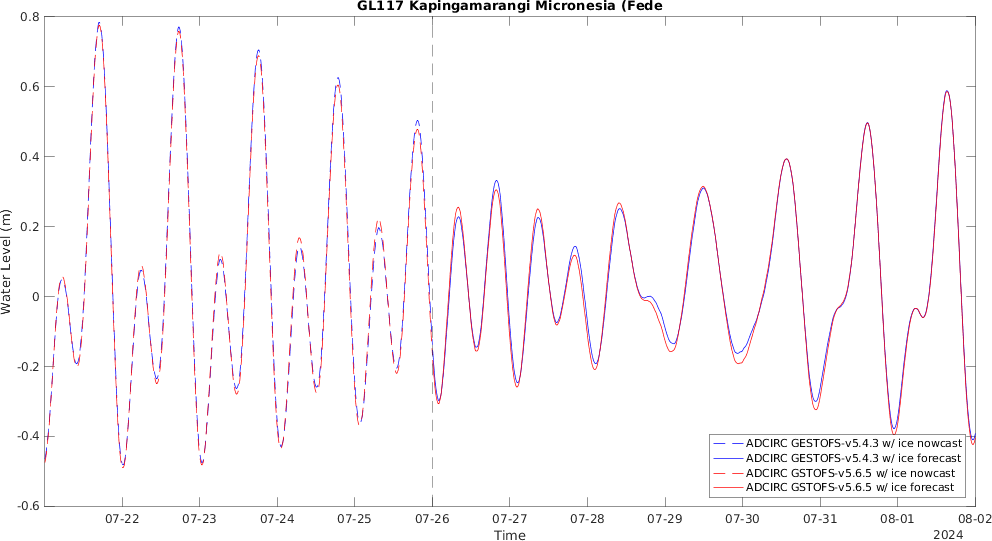 GL117 Kapingamarangi Micronesia (Fede
Water Level (m)
0.8
0.6
0.4
0.2
0
-0.2
-0.4
-0.6
07-22 07-23 07-24 07-25 07-26 07-27 07-28 07-29 07-30 07-31 08-01 08-02
Time
2024
ADCIRC GESTOFS-v5.4.3 w/ ice nowcast
ADCIRC GESTOFS-v5.4.3 w/ ice forecast
ADCIRC GSTOFS-v5.6.5 w/ ice nowcast
ADCIRC GSTOFS-v5.6.5 w/ ice forecast